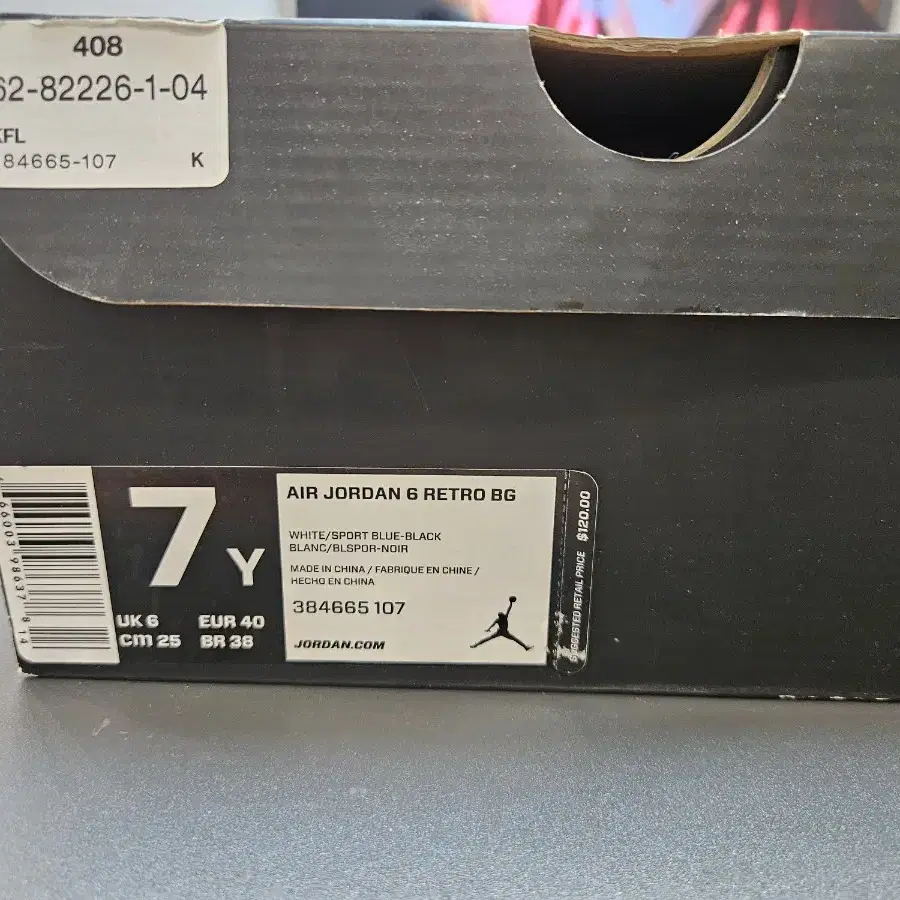 408
62-82226-1-04
KFL
84665-107 K
7 Y
UK 6 EUR 40
cm 25 BR 38
AIR JORDAN 6 RETRO BG
WHITE/SPORT BLUE-BLACK
BLANC/BLSPOR-NOIR
MADE IN CHINA / FABRIQUE EN CHINE /
HECHO EN CHINA
384665 107
JORDAN.COM
SUGGESTED RETAIL PRICE $120.00